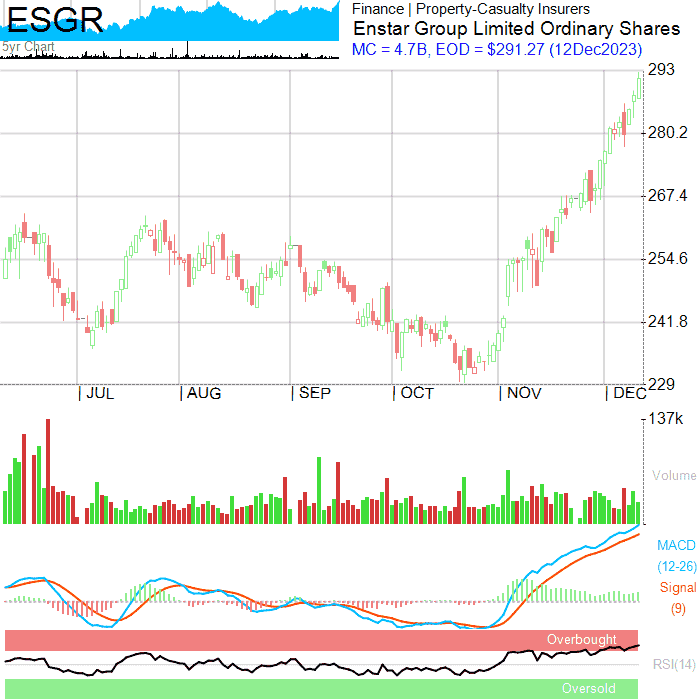 ESGR
5yr Chart
Finance | Property-Casualty Insurers
Enstar Group Limited Ordinary Shares
MC = 4.7B, EOD = $291.27 (12Dec2023)
293
280.2
267.4
254.6
241.8
229
JUL AUG SEP OCT NOV DEC
137k
Volume
MACD
(12-26)
Signal
(9)
Overbought
RSI(14)
Oversold